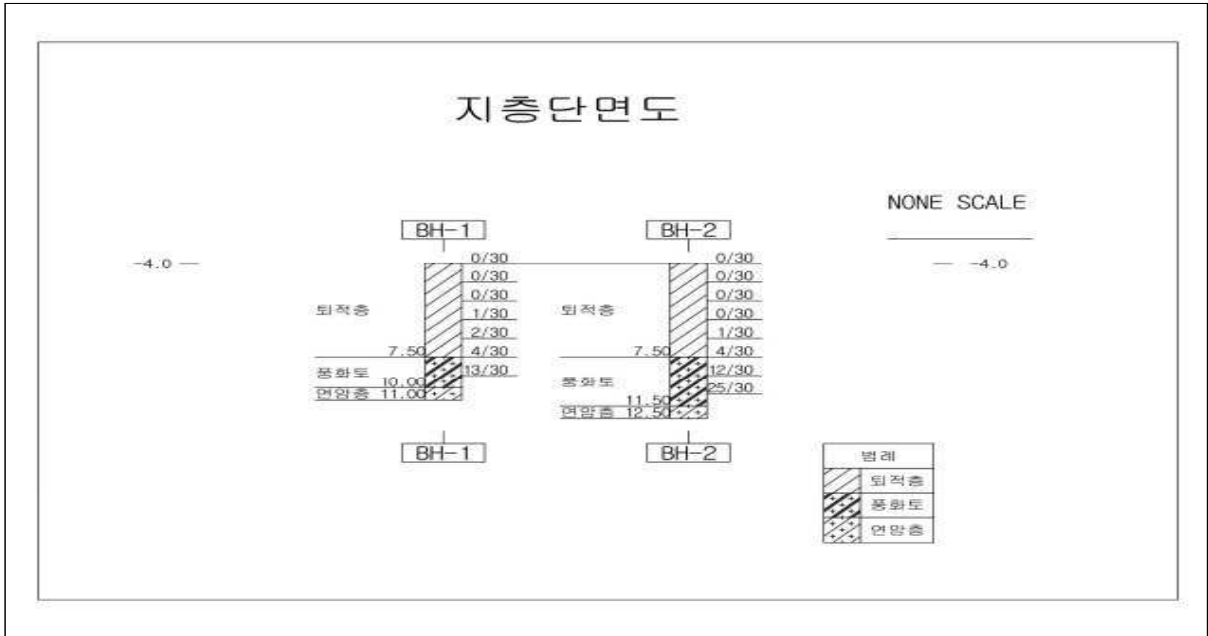 지층단면도
NONE SCALE
BH-1 BH-2
-4.0 0/30 0/30 -4.0
0/30 0/30
0/30 0/30
퇴적층 1/30 퇴적층 0/30
2/30 1/30
7.50 4/30 7.50 4/30
풍화토 13/30 풍화토 12/30
10.00 25/30
연암층 11.00 11.50
연암층 12.50
BH-1 BH-2
범례
퇴적층
풍화토
연암층